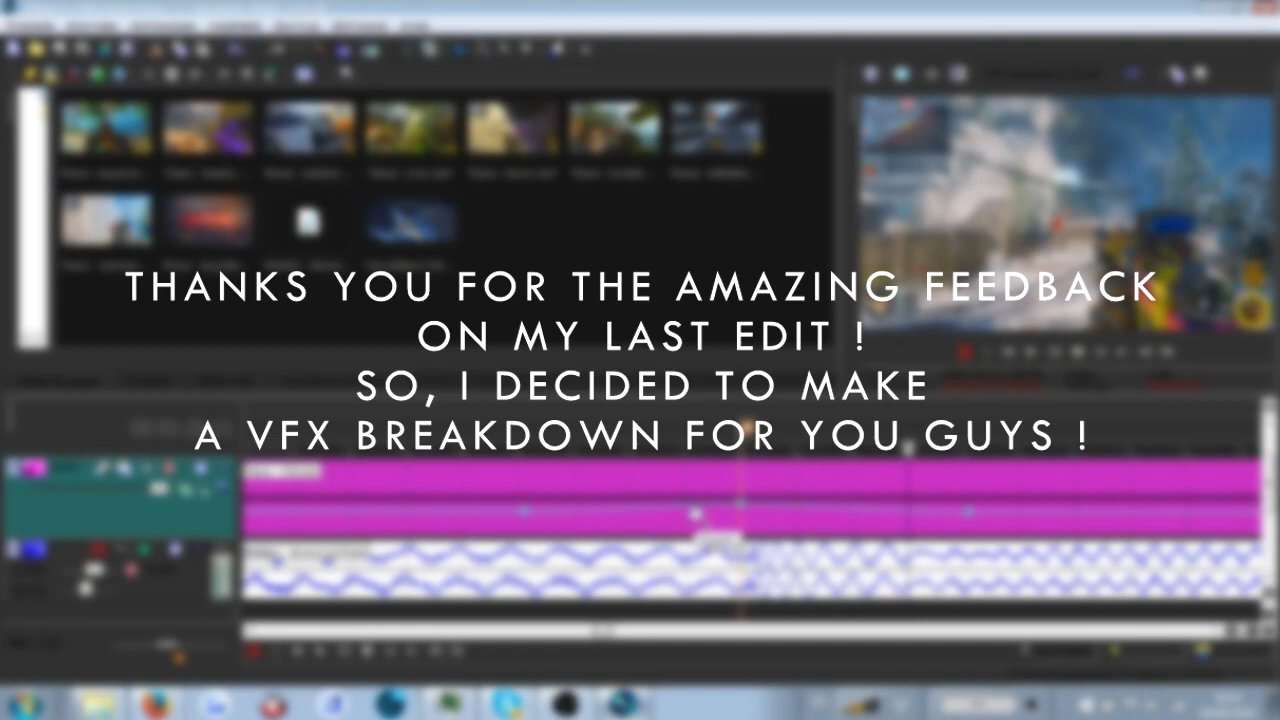 THANKS YOU FOR THE AMAZING FEEDBACK
ON MY LAST EDIT !
SO, I DECIDED TO MAKE
A VFX BREAKDOWN FOR YOU GUYS !